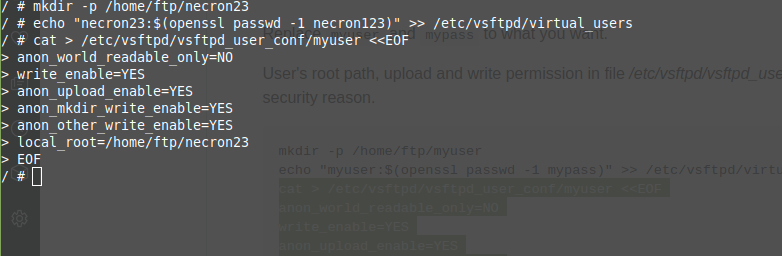 / # mkdir -p /home/ftp/necron23
/ # echo "necron23:$(openssl passwd -1 necron123)" >> /etc/vsftpd/virtual_users
/ # cat > /etc/vsftpd/vsftpd_user_conf/myuser <<EOF
> anon_world_readable_only=NO
> write_enable=YES
> anon_upload_enable=YES
> anon_mkdir_write_enable=YES
> anon_other_write_enable=YES
> local_root=/home/ftp/necron23
> EOF
/ #
Replace myuser and mypass to what you want.
User's root path, upload and write permission in file /etc/vsftpd/vsftpd_use
security reason.
mkdir -p /home/ftp/myuser
echo "myuser:$(openssl passwd -1 mypass)" >> /etc/vsftpd/virtua
cat > /etc/vsftpd/vsftpd_user_conf/myuser <<EOF
anon_world_readable_only=NO
write_enable=YES
anon_upload_enable=YES